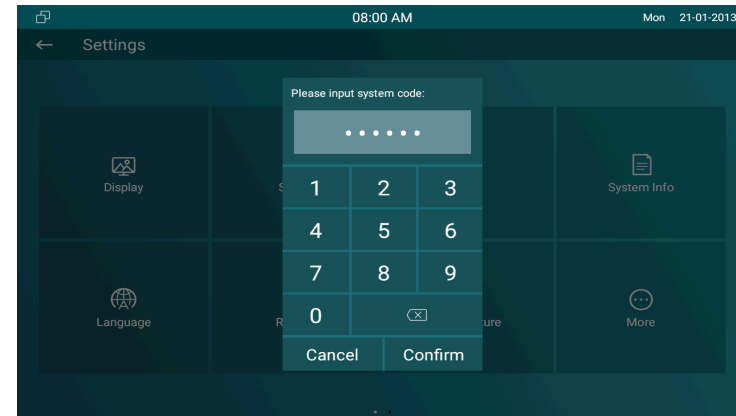 08:00 AM
Mon 21-01-2013
Settings
Please input system code:
Display
System Info
1 2 3
4 5 6
7 8 9
0
Language
More
Cancel Confirm